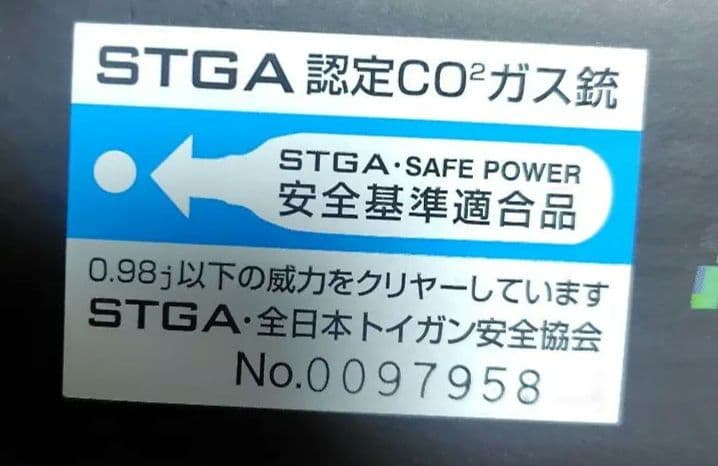 STGA 認定CO²ガス銃
STGA・SAFE POWER
安全基準適合品
0.98j以下の威力をクリヤーしています
STGA・全日本トイガン安全協会
No.0097958